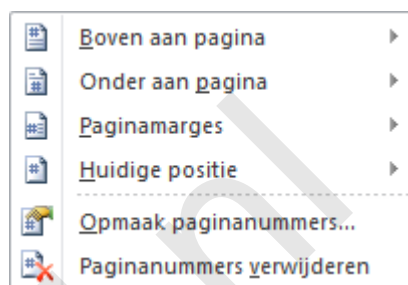 Boven aan pagina
Onder aan pagina
Paginamarges
Huidige positie
Opmaak paginanummers...
Paginanummers verwijderen